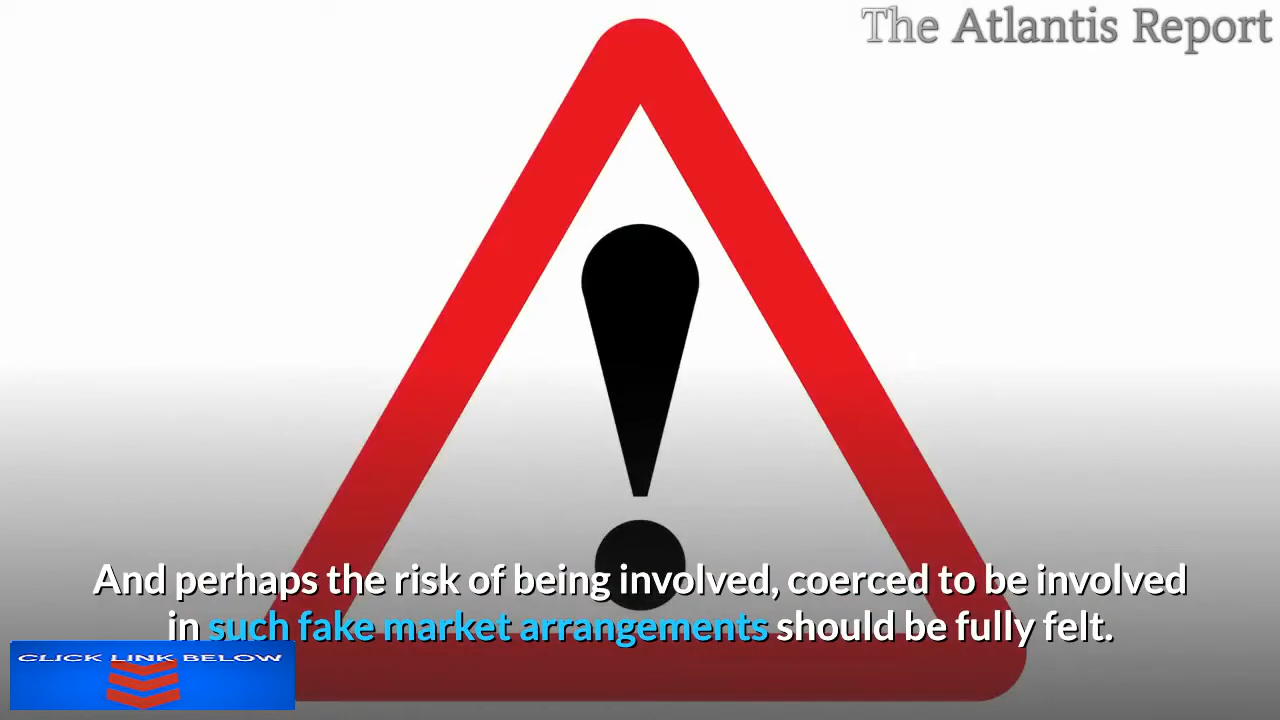 The Atlantis Report
And perhaps the risk of being involved, coerced to be involved
in such fake market arrangements should be fully felt.
CLICK LINK BELOW